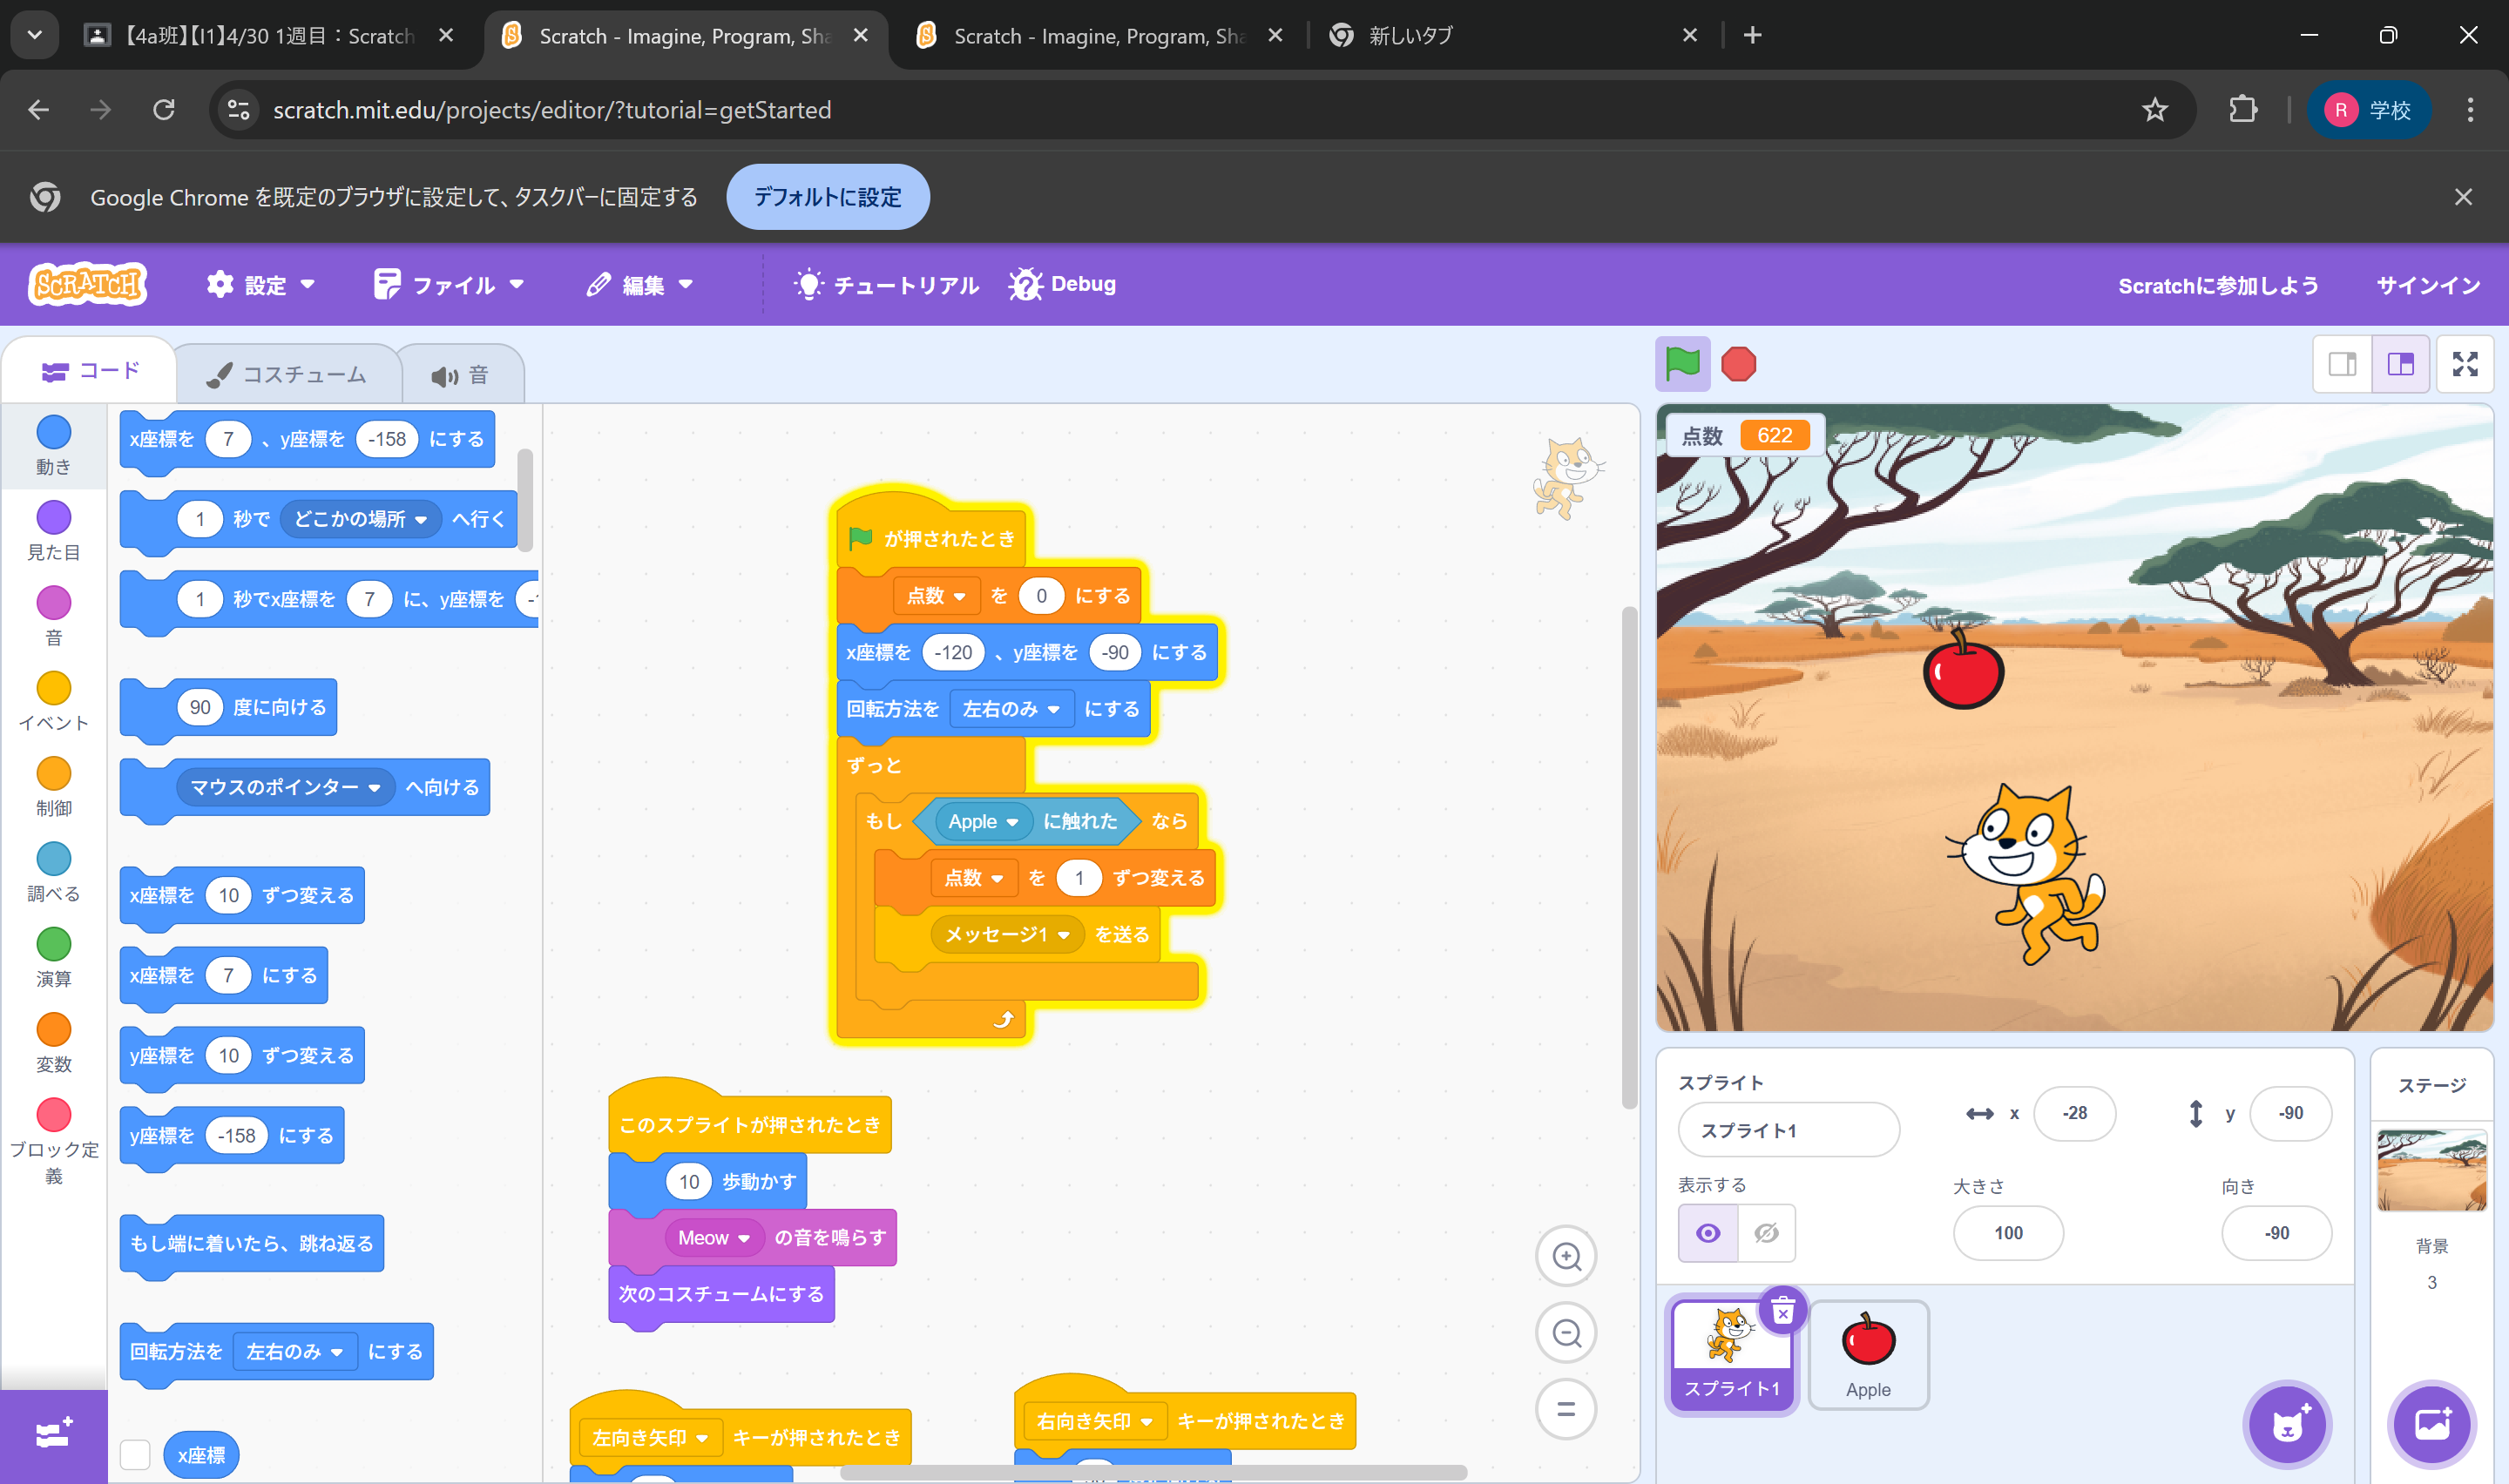 【4a班】【I1】4/30 1週目：Scratch
Scratch - Imagine, Program, Sha
Scratch - Imagine, Program, Sha
新しいタブ
scratch.mit.edu/projects/editor/?tutorial=getStarted
R 学校
Google Chrome を既定のブラウザに設定して、タスクバーに固定する
デフォルトに設定
SCRATCH
設定
ファイル
編集
チュートリアル
Debug
Scratchに参加しよう
サインイン
コード
コスチューム
音
動き
見た目
音
イベント
制御
調べる
演算
変数
ブロック定
義
x座標を 7 、y座標を -158 にする
1 秒で どこかの場所 へ行く
1 秒でx座標を 7 に、y座標を
90 度に向ける
マウスのポインター へ向ける
x座標を 10 ずつ変える
x座標を 7 にする
y座標を 10 ずつ変える
y座標を -158 にする
もし端に着いたら、跳ね返る
回転方法を 左右のみ にする
x座標
が押されたとき
点数 を 0 にする
x座標を -120 、y座標を -90 にする
回転方法を 左右のみ にする
ずっと
もし Apple に触れた なら
点数 を 1 ずつ変える
メッセージ1 を送る
このスプライトが押されたとき
10 歩動かす
Meow の音を鳴らす
次のコスチュームにする
左向き矢印 キーが押されたとき
右向き矢印 キーが押されたとき
点数 622
スプライト
スプライト1
x -28
y -90
表示する
大きさ
100
向き
-90
スプライト1
Apple
ステージ
背景
3